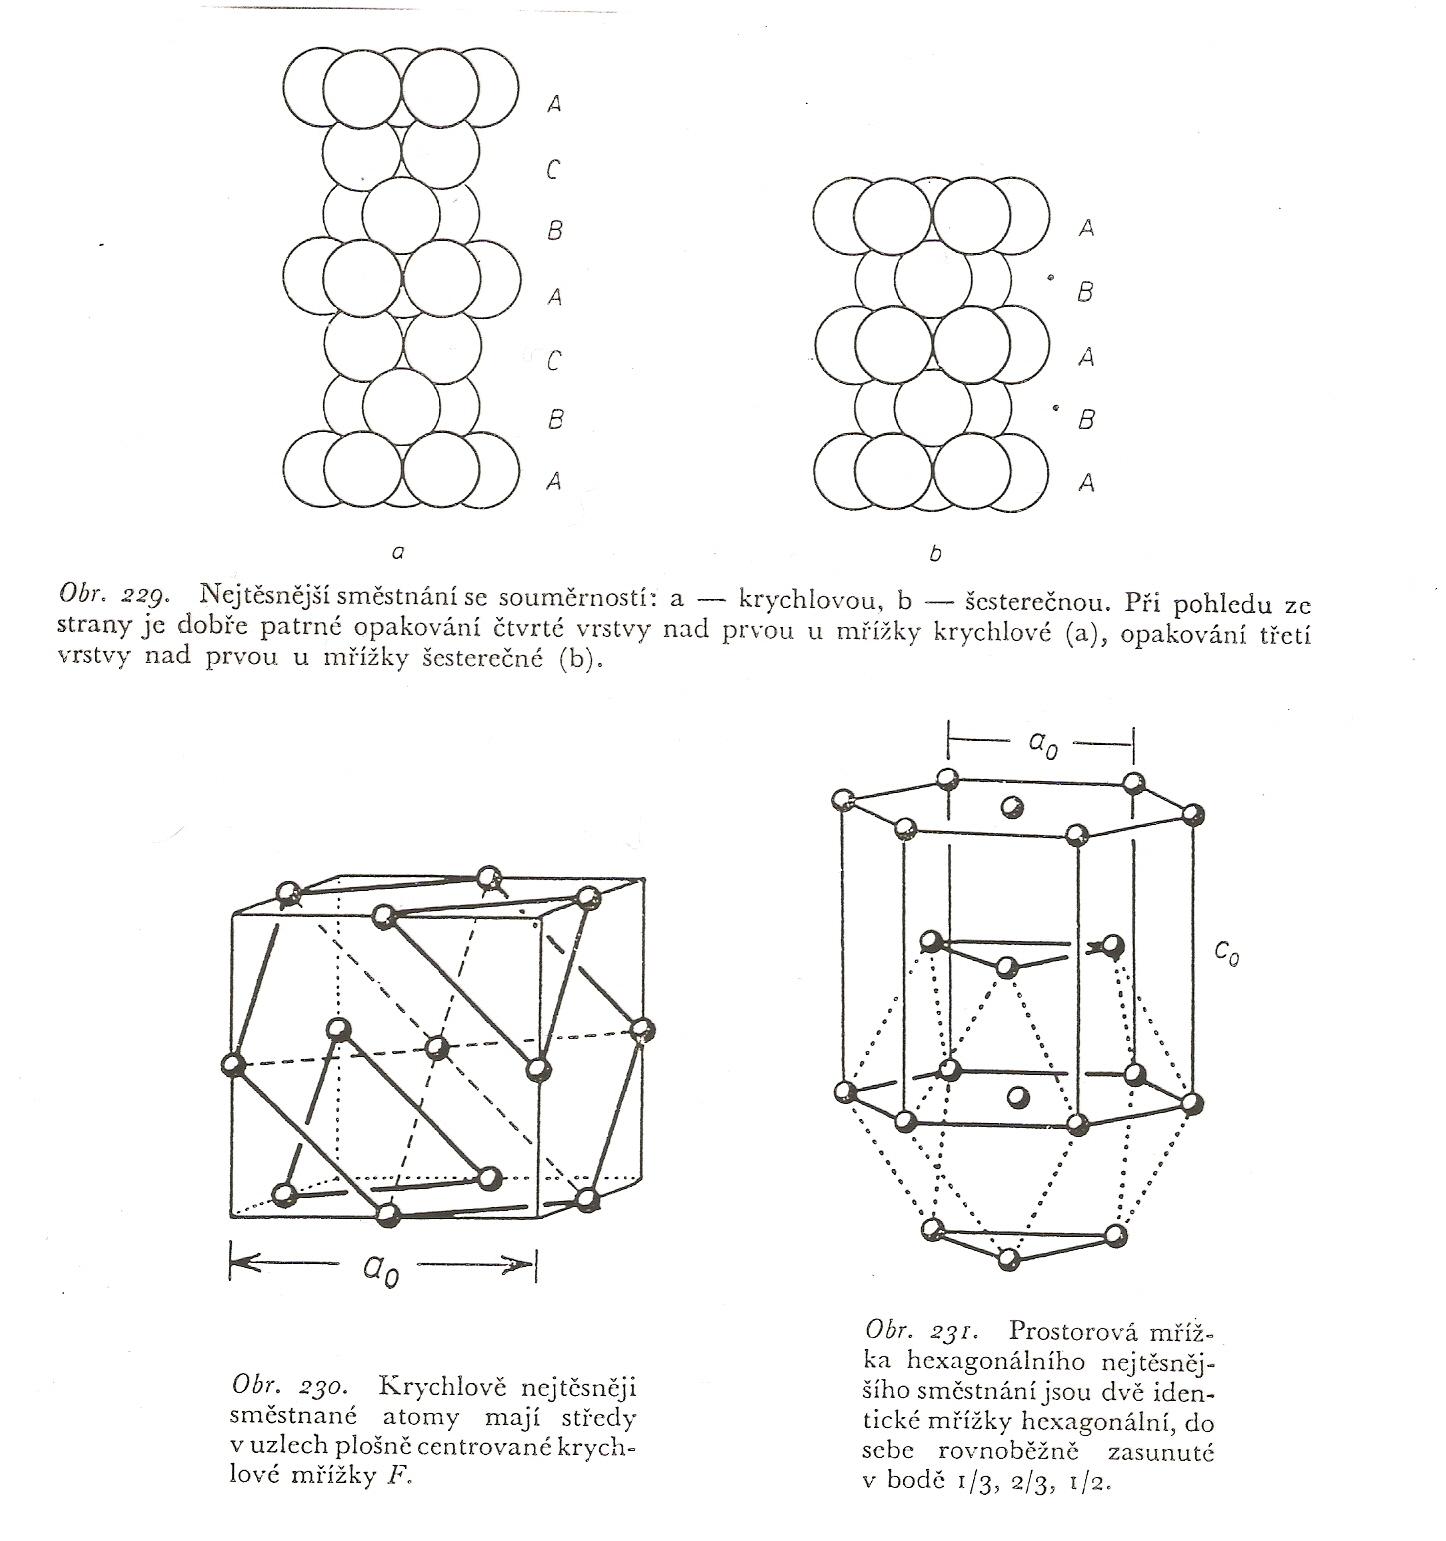 A
C
B
A
C
B
A
a
A
B
A
B
A
b
Obr. 229. Nejtěsnější směstnání se souměrností: a — krychlovou, b — šesterečnou. Při pohledu ze
strany je dobře patrné opakování čtvrté vrstvy nad prvou u mřížky krychlové (a), opakování třetí
vrstvy nad prvou u mřížky šesterečné (b).
a0
Obr. 230. Krychlově nejtěsněji
směstnané atomy mají středy
v uzlech plošně centrované krych-
lové mřížky F.
a0
c0
Obr. 231. Prostorová mříž-
ka hexagonálního nejtěsněj-
šího směstnání jsou dvě iden-
tické mřížky hexagonální, do
sebe rovnoběžně zasunuté
v bodě 1/3, 2/3, 1/2.